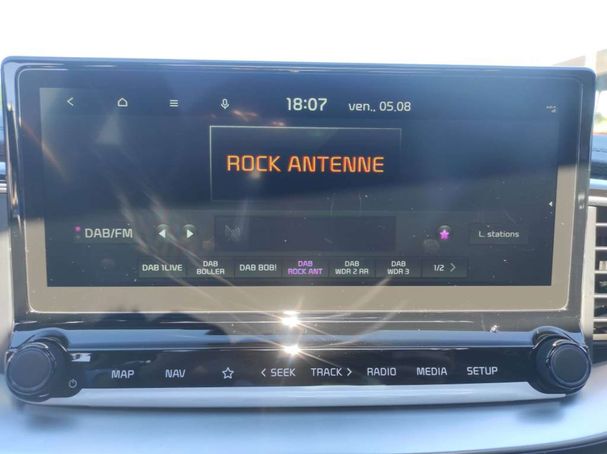 18:07 ven., 05.08
ROCK ANTENNE
DAB/FM
L. stations
DAB 1LIVE
DAB
BOLLER
DAB BOB!
DAB
ROCK ANT
DAB
WDR 2 RR
DAB
WDR 3
1/2 >
MAP NAV < SEEK TRACK > RADIO MEDIA SETUP